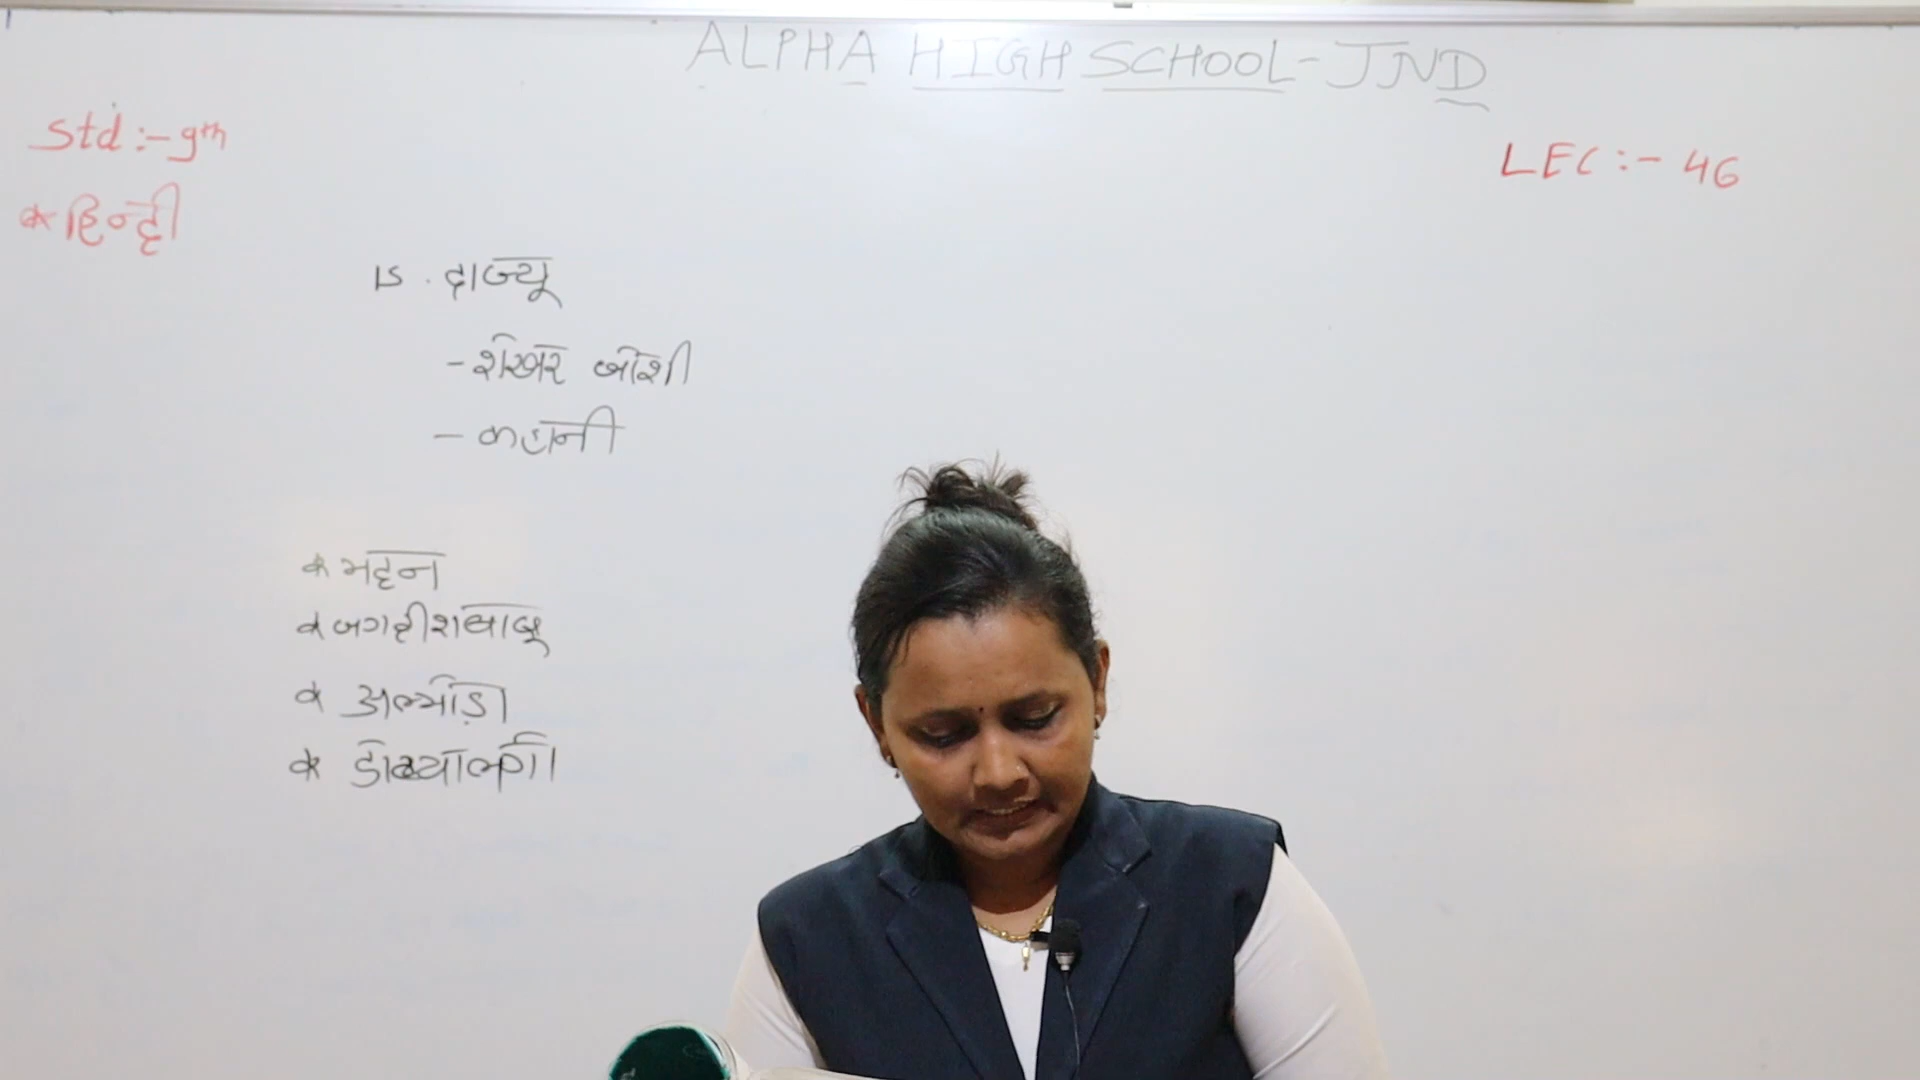 ALPHA HIGH SCHOOL - JND
Std :- 9th
LEC :- 46
* हिन्दी
15. दाज्यू
- शेखर जोशी
- कहानी
* मदन
* जगदीशबाबू
* अल्मोड़ा
*